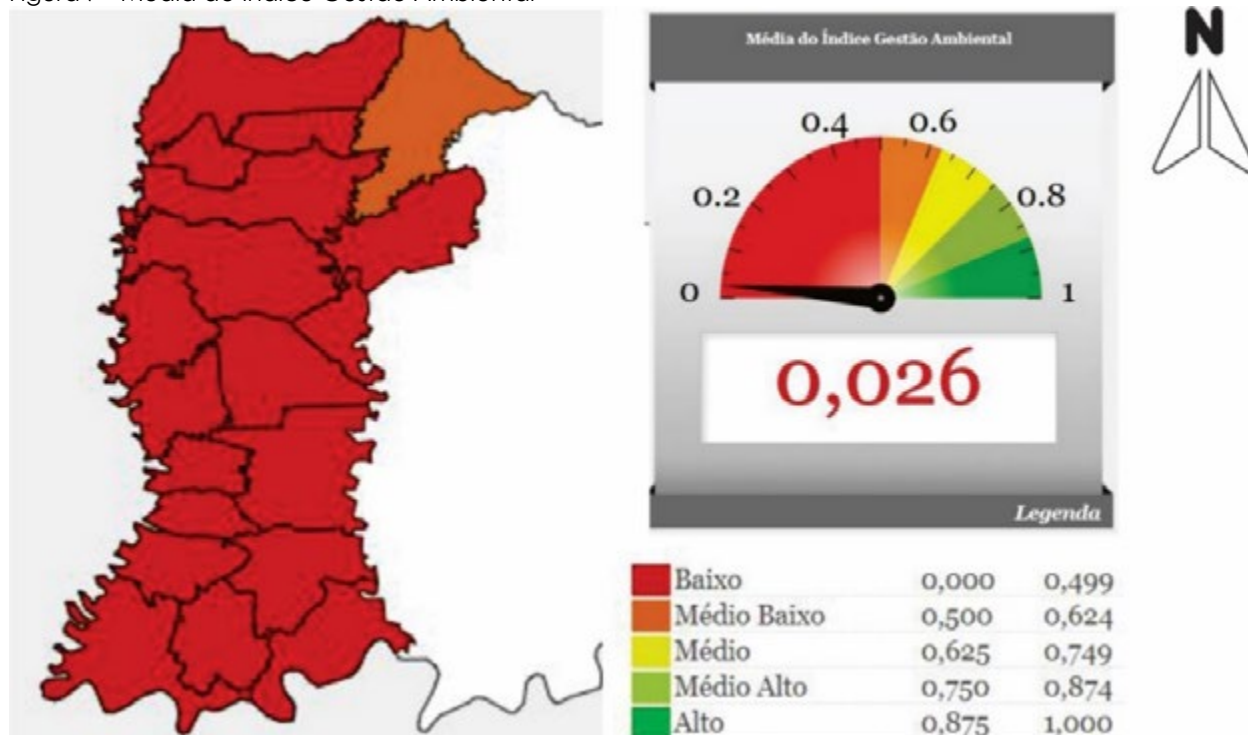 Média do Índice Gestão Ambiental
N
0 0.2 0.4 0.6 0.8 1
0,026
Legenda
Baixo 0,000 0,499
Médio Baixo 0,500 0,624
Médio 0,625 0,749
Médio Alto 0,750 0,874
Alto 0,875 1,000